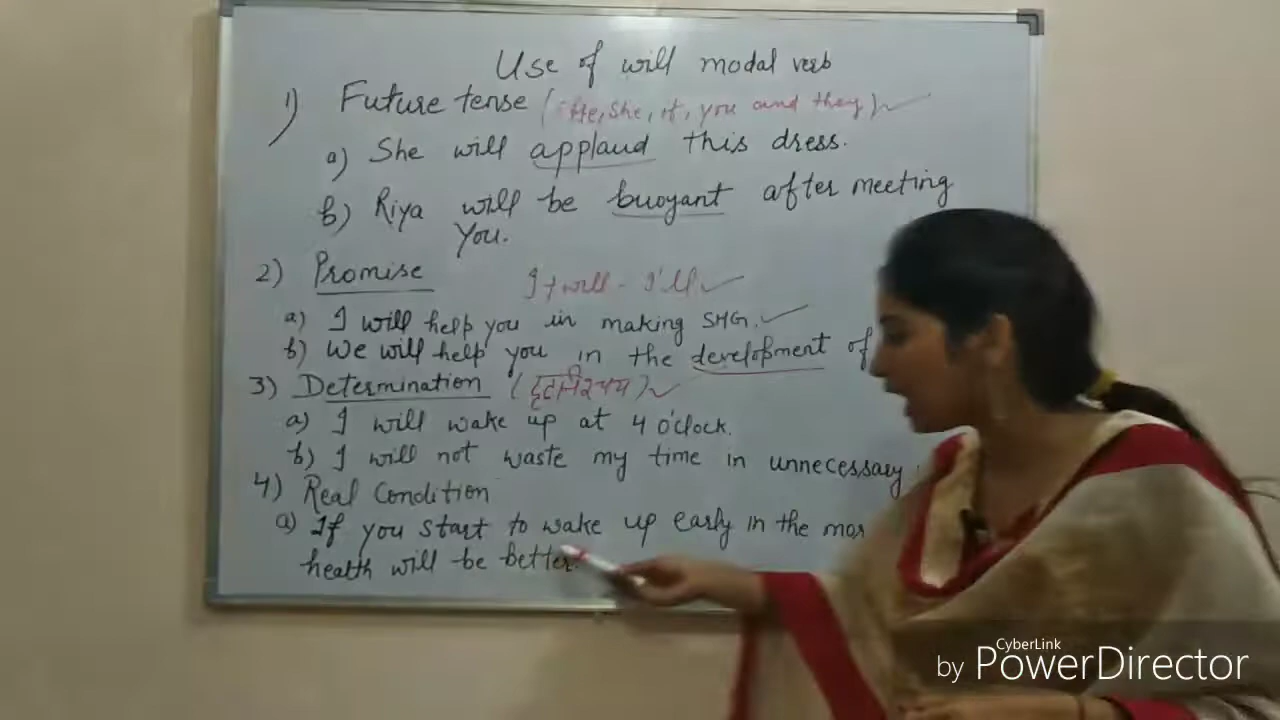 Use of will modal verb
1) Future tense (He, She, it, you and they)
a) She will applaud this dress.
b) Riya will be buoyant after meeting
You.
2) Promise I + will - I'll
a) I will help you in making SHG.
b) We will help you in the development of
3) Determination (दृढ़निश्चय)
a) I will wake up at 4 o'clock.
b) I will not waste my time in unnecessary
4) Real Condition
a) If you start to wake up early in the mor
health will be better.
CyberLink
by PowerDirector